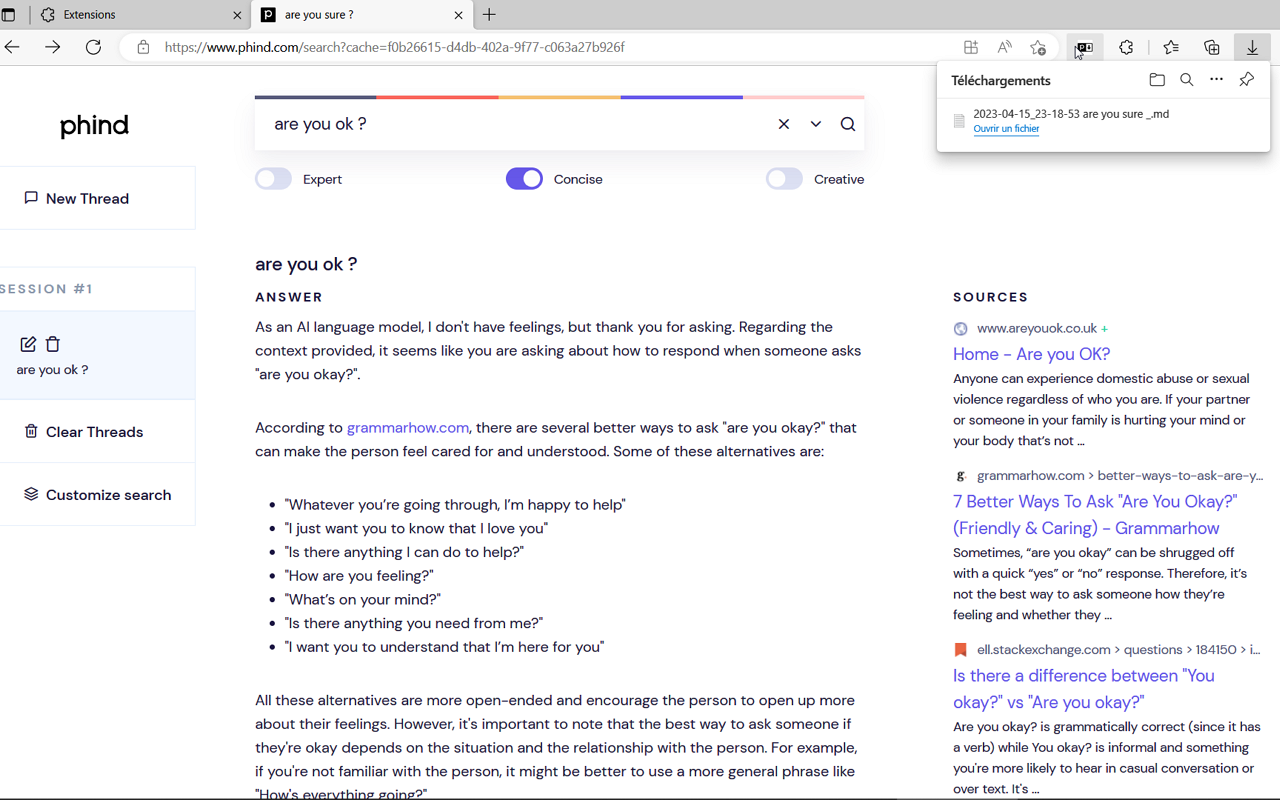 Extensions
are you sure ?
https://www.phind.com/search?cache=f0b26615-d4db-402a-9f77-c063a27b926f
Téléchargements
2023-04-15_23-18-53 are you sure _.md
Ouvrir un fichier
phind
are you ok ?
Expert
Concise
Creative
New Thread
SESSION #1
are you ok ?
Clear Threads
Customize search
are you ok ?
ANSWER
As an AI language model, I don't have feelings, but thank you for asking. Regarding the
context provided, it seems like you are asking about how to respond when someone asks
"are you okay?".
According to grammarhow.com, there are several better ways to ask "are you okay?" that
can make the person feel cared for and understood. Some of these alternatives are:
• "Whatever you're going through, I'm happy to help"
• "I just want you to know that I love you"
• "Is there anything I can do to help?"
• "How are you feeling?"
• "What's on your mind?"
• "Is there anything you need from me?"
• "I want you to understand that I'm here for you"
All these alternatives are more open-ended and encourage the person to open up more
about their feelings. However, it's important to note that the best way to ask someone if
they're okay depends on the situation and the relationship with the person. For example,
if you're not familiar with the person, it might be better to use a more general phrase like
"How's everything going?"
SOURCES
www.areyouok.co.uk +
Home - Are you OK?
Anyone can experience domestic abuse or sexual
violence regardless of who you are. If your partner
or someone in your family is hurting your mind or
your body that's not ...
g grammarhow.com > better-ways-to-ask-are-y...
7 Better Ways To Ask "Are You Okay?"
(Friendly & Caring) - Grammarhow
Sometimes, "are you okay" can be shrugged off
with a quick "yes" or "no" response. Therefore, it's
not the best way to ask someone how they're
feeling and whether they ...
ell.stackexchange.com > questions > 184150 > i...
Is there a difference between "You
okay?" vs "Are you okay?"
Are you okay? is grammatically correct (since it has
a verb) while You okay? is informal and something
you're more likely to hear in casual conversation or
over text. It's ...